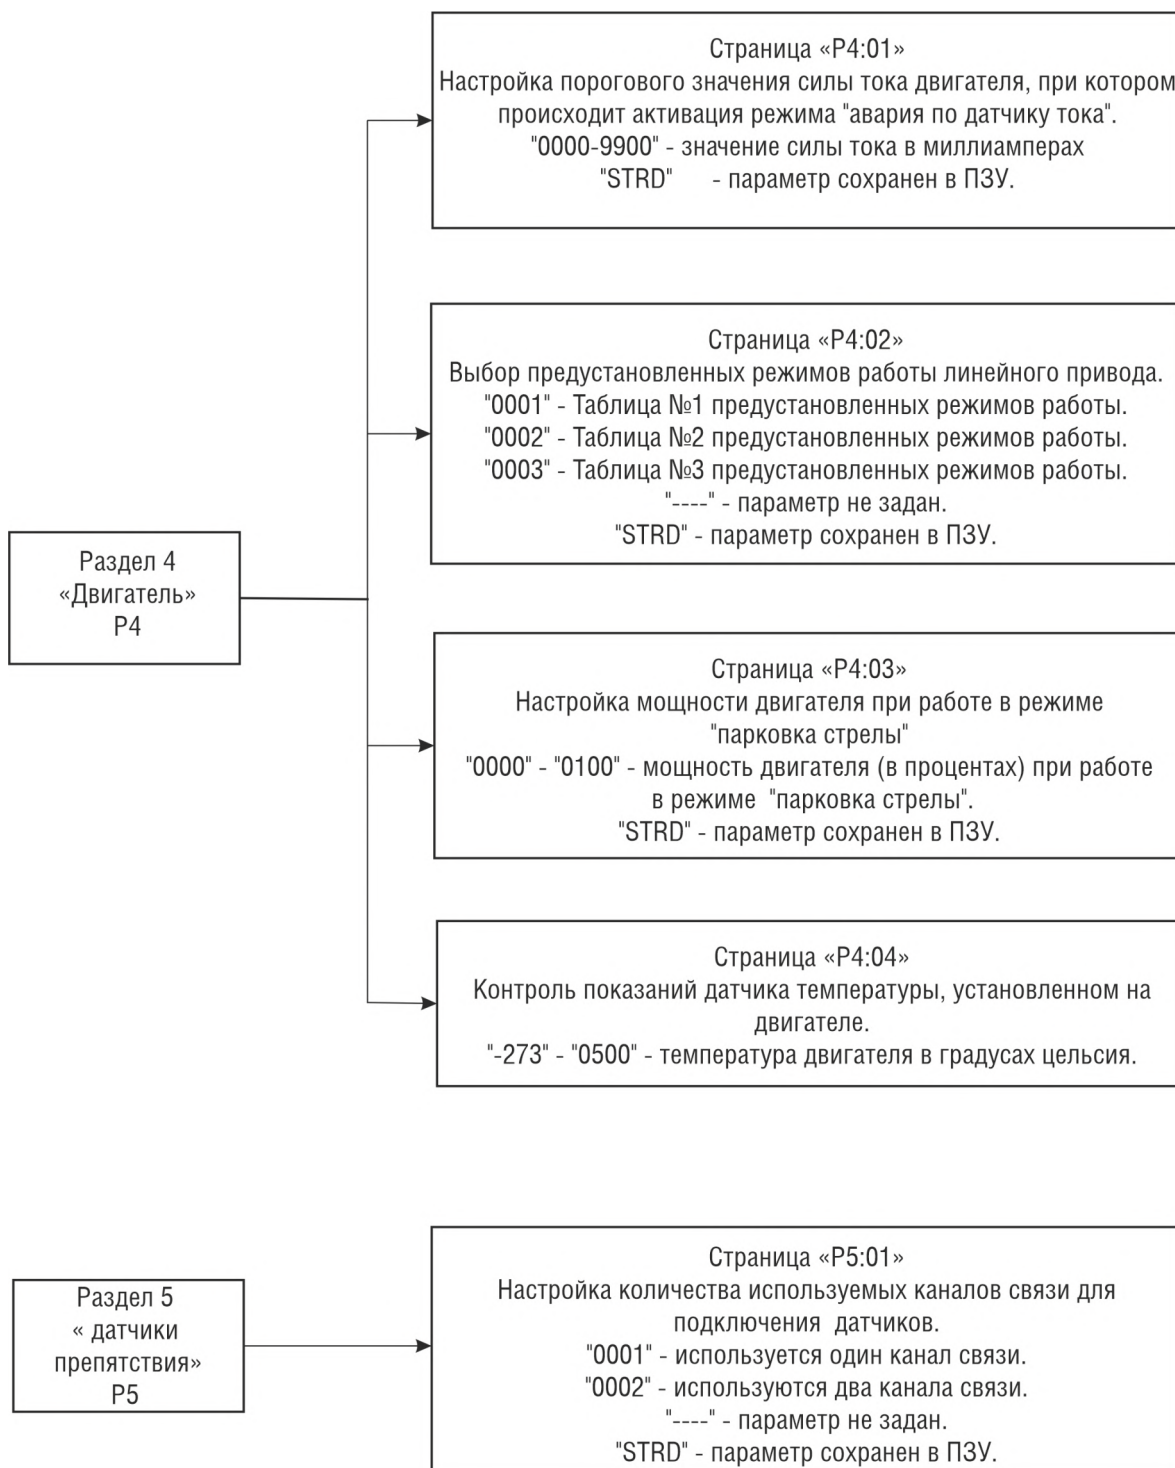 Страница «P4:01»
Настройка порогового значения силы тока двигателя, при котором
происходит активация режима "авария по датчику тока".
"0000-9900" - значение силы тока в миллиамперах
"STRD" - параметр сохранен в ПЗУ.
Страница «P4:02»
Выбор предустановленных режимов работы линейного привода.
"0001" - Таблица №1 предустановленных режимов работы.
"0002" - Таблица №2 предустановленных режимов работы.
"0003" - Таблица №3 предустановленных режимов работы.
"----" - параметр не задан.
"STRD" - параметр сохранен в ПЗУ.
Раздел 4
«Двигатель»
P4
Страница «P4:03»
Настройка мощности двигателя при работе в режиме
"парковка стрелы"
"0000" - "0100" - мощность двигателя (в процентах) при работе
в режиме "парковка стрелы".
"STRD" - параметр сохранен в ПЗУ.
Страница «P4:04»
Контроль показаний датчика температуры, установленном на
двигателе.
"-273" - "0500" - температура двигателя в градусах цельсия.
Раздел 5
« датчики
препятствия»
P5
Страница «P5:01»
Настройка количества используемых каналов связи для
подключения датчиков.
"0001" - используется один канал связи.
"0002" - используются два канала связи.
"----" - параметр не задан.
"STRD" - параметр сохранен в ПЗУ.